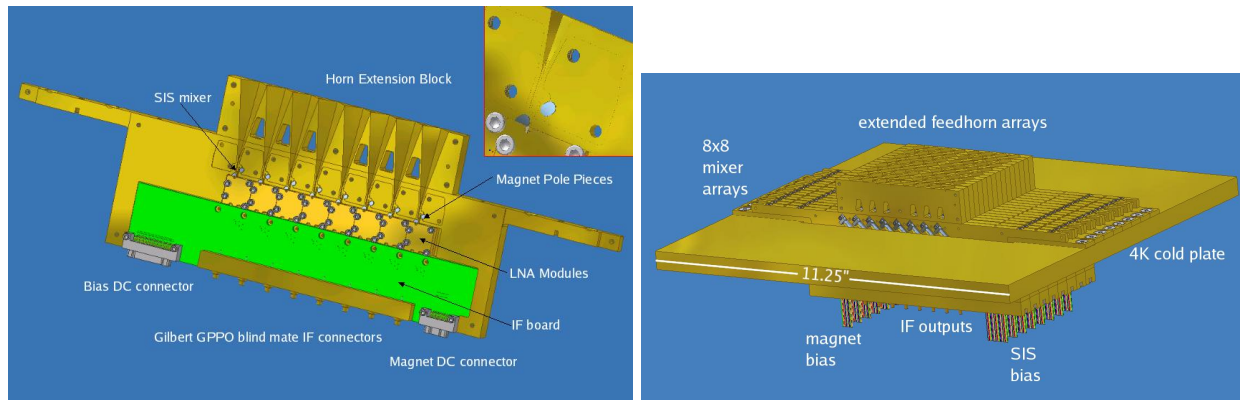 Horn Extension Block
SIS mixer
Magnet Pole Pieces
LNA Modules
Bias DC connector
IF board
Gilbert GPPO blind mate IF connectors
Magnet DC connector
extended feedhorn arrays
8x8
mixer
arrays
4K cold plate
11.25"
IF outputs
magnet
bias
SIS
bias